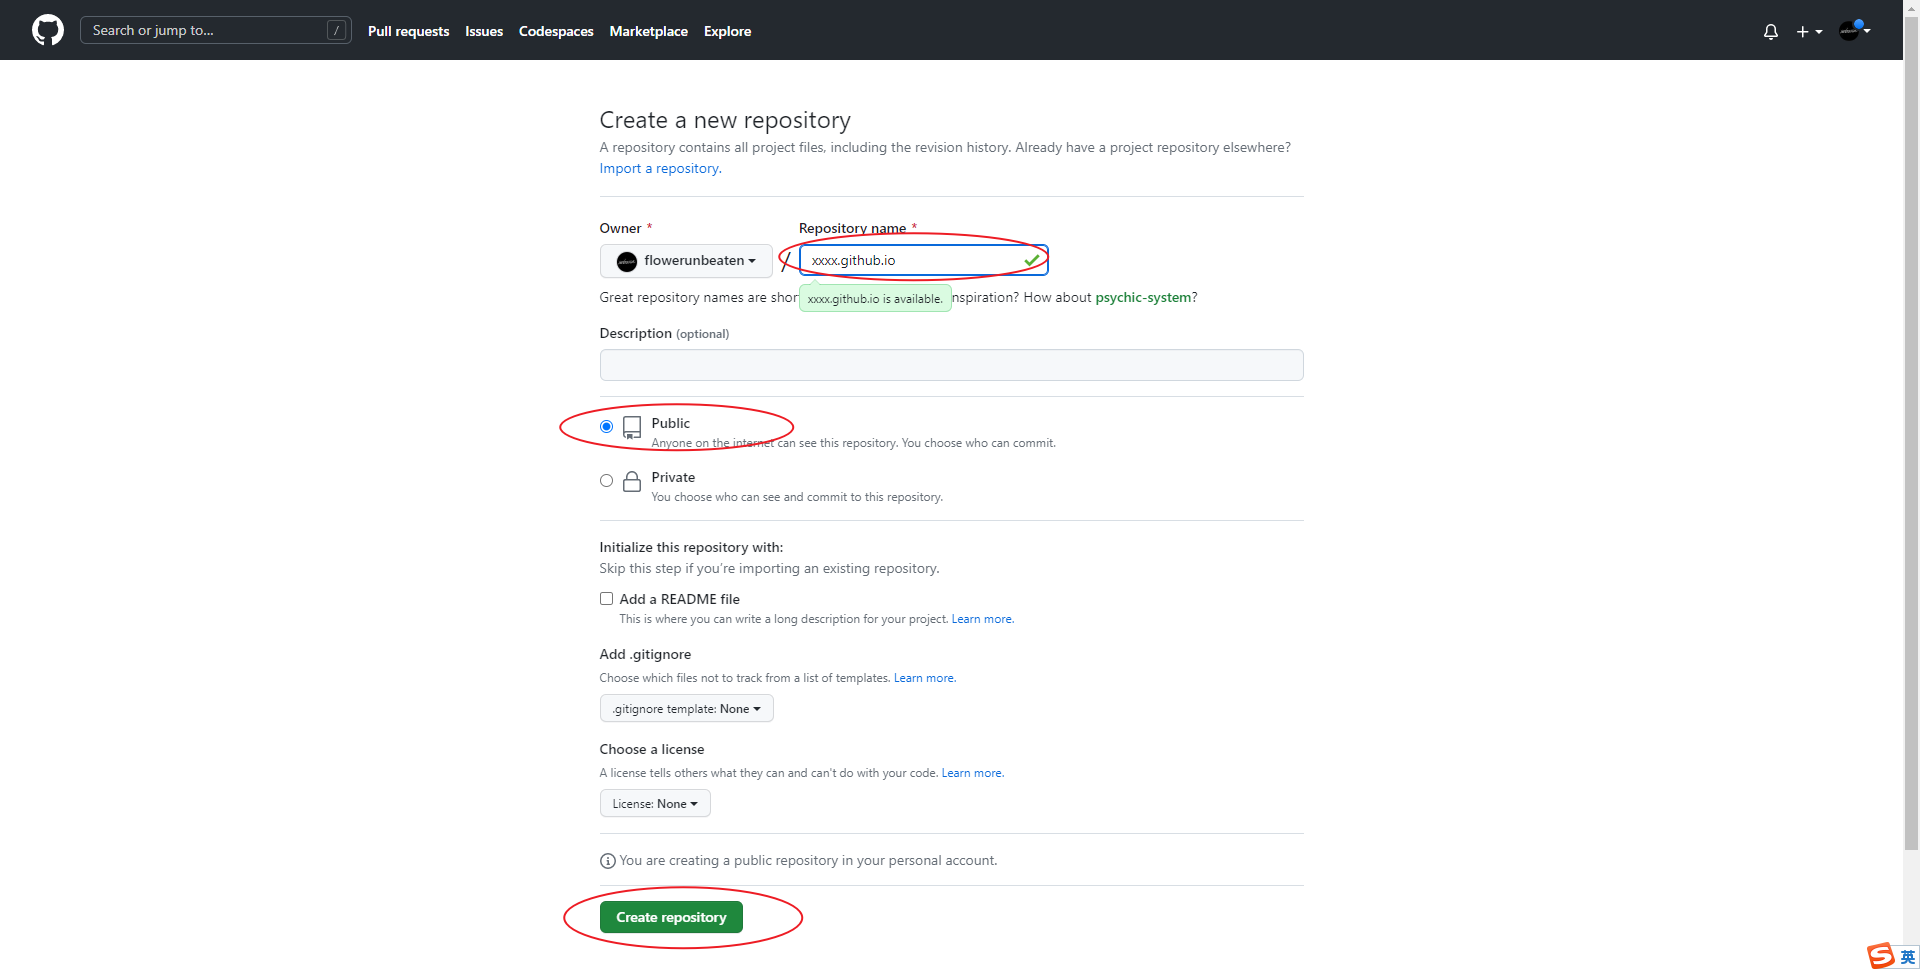 Search or jump to... / Pull requests Issues Codespaces Marketplace Explore
Create a new repository
A repository contains all project files, including the revision history. Already have a project repository elsewhere?
Import a repository.
Owner * Repository name *
flowerunbeaten / xxxx.github.io
Great repository names are shor nspiration? How about psychic-system?
xxxx.github.io is available.
Description (optional)
Public
Anyone on the internet can see this repository. You choose who can commit.
Private
You choose who can see and commit to this repository.
Initialize this repository with:
Skip this step if you’re importing an existing repository.
Add a README file
This is where you can write a long description for your project. Learn more.
Add .gitignore
Choose which files not to track from a list of templates. Learn more.
.gitignore template: None
Choose a license
A license tells others what they can and can't do with your code. Learn more.
License: None
You are creating a public repository in your personal account.
Create repository
S 英